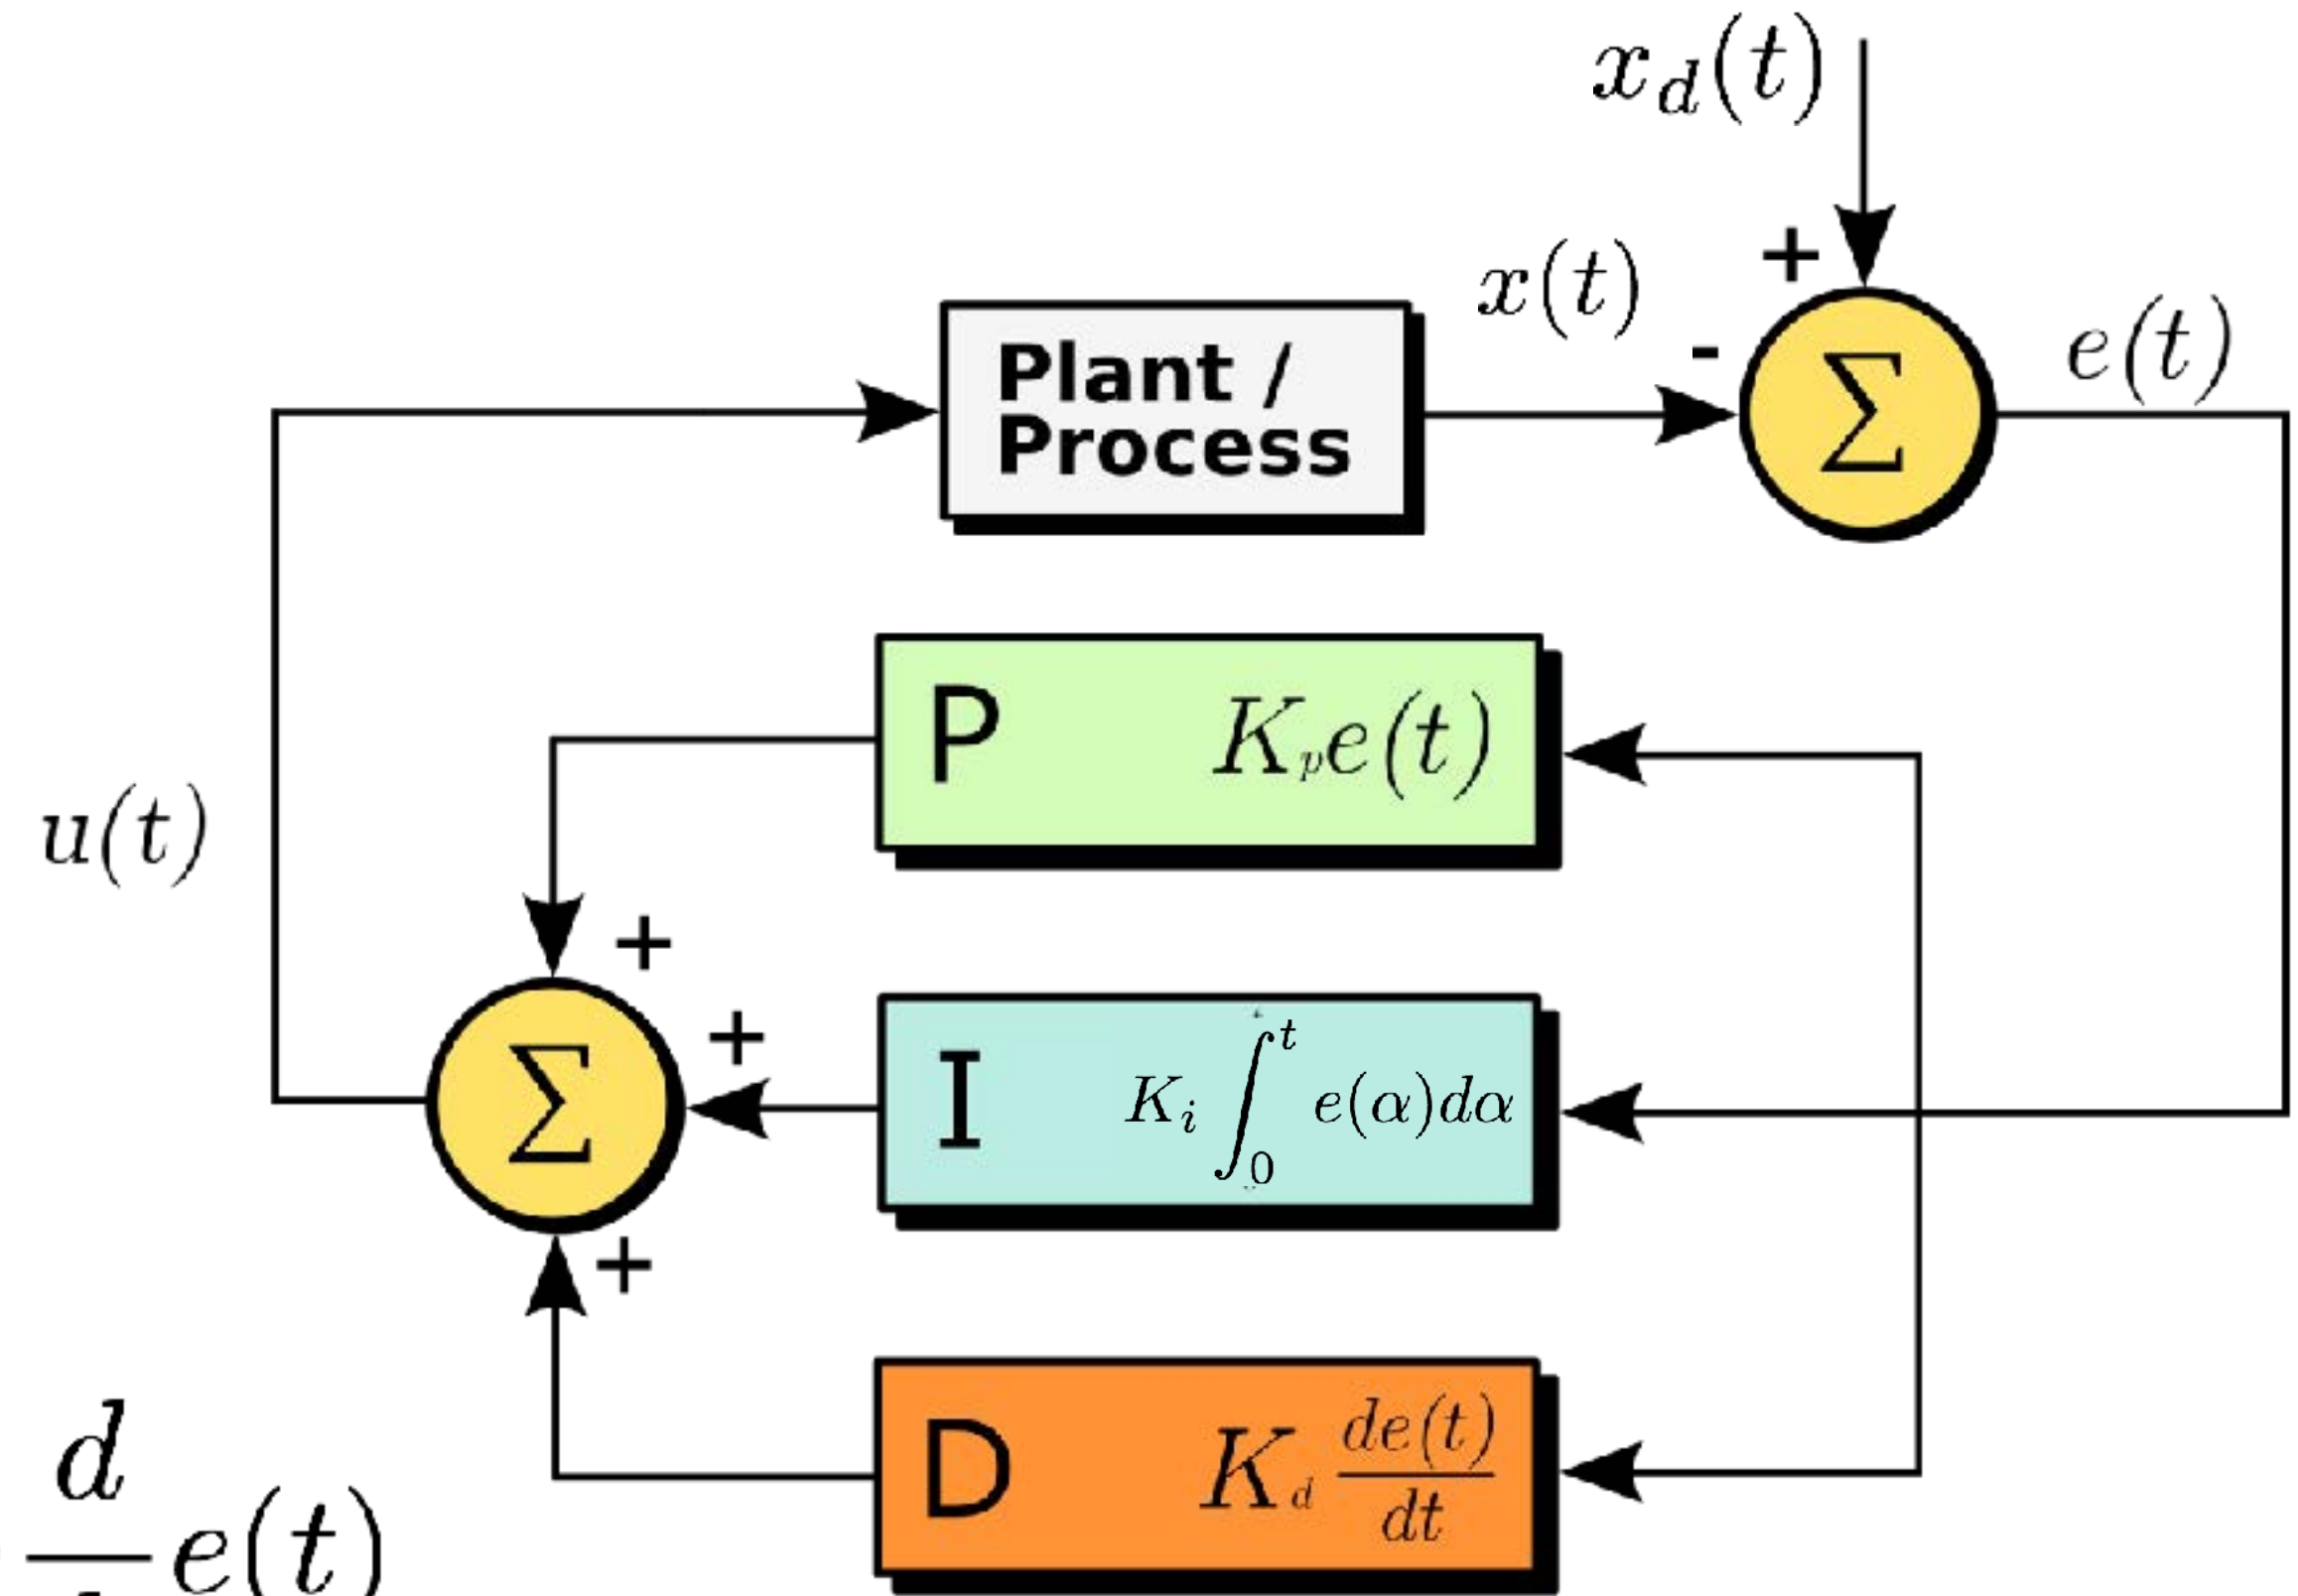 x_d(t)
+
x(t)
-
Σ
e(t)
Plant /
Process
P K_p e(t)
u(t)
+
+
Σ
I K_i ∫_0^t e(α)dα
+
D K_d de(t)/dt
d
e(t)